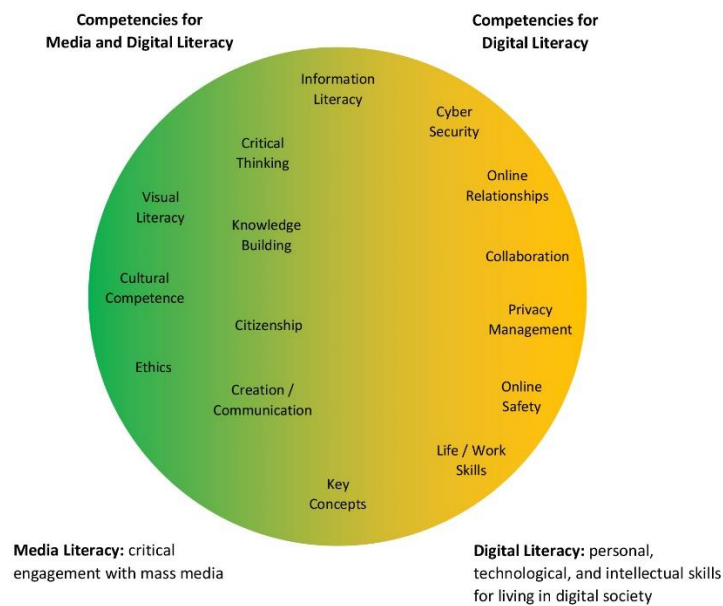 Competencies for
Media and Digital Literacy
Competencies for
Digital Literacy
Information
Literacy
Cyber
Security
Critical
Thinking
Online
Relationships
Visual
Literacy
Knowledge
Building
Collaboration
Cultural
Competence
Privacy
Management
Citizenship
Ethics
Creation /
Communication
Online
Safety
Life / Work
Skills
Key
Concepts
Media Literacy: critical
engagement with mass media
Digital Literacy: personal,
technological, and intellectual skills
for living in digital society